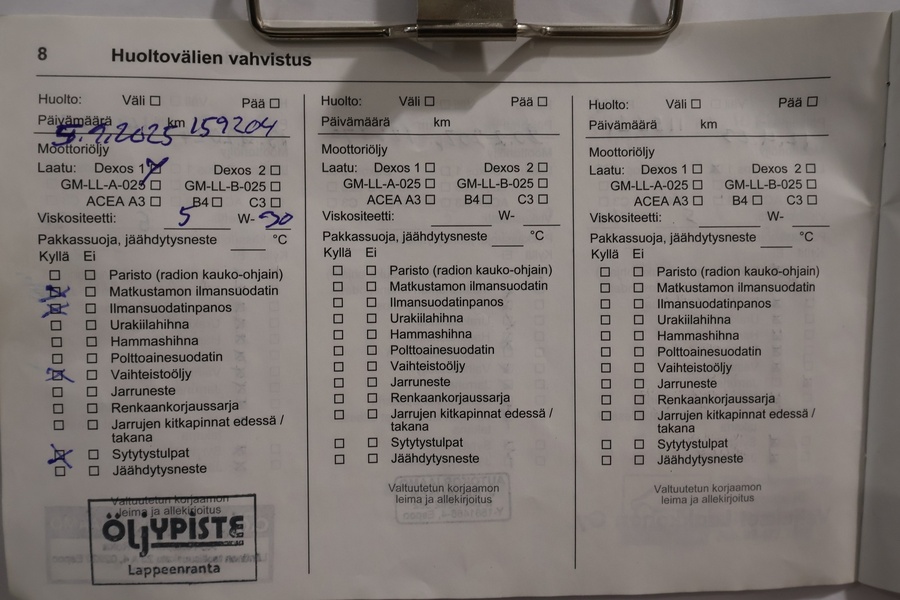 8 Huoltovälien vahvistus
Huolto: Väli Pää
Päivämäärä km
5.9.2025 159204
Moottoriöljy
Laatu: Dexos 1 Dexos 2
GM-LL-A-025 GM-LL-B-025
ACEA A3 B4 C3
Viskositeetti: 5 W-30
Pakkassuoja, jäähdytysneste °C
Kyllä Ei
Paristo (radion kauko-ohjain)
Matkustamon ilmansuodatin
Ilmansuodatinpanos
Urakiilahihna
Hammashihna
Polttoainesuodatin
Vaihteistoöljy
Jarruneste
Renkaankorjaussarja
Jarrujen kitkapinnat edessä /
takana
Sytytystulpat
Jäähdytysneste
Valtuutetun korjaamon
leima ja allekirjoitus
ÖLJYPISTE
Lappeenranta
Huolto: Väli Pää
Päivämäärä km
Moottoriöljy
Laatu: Dexos 1 Dexos 2
GM-LL-A-025 GM-LL-B-025
ACEA A3 B4 C3
Viskositeetti: W-
Pakkassuoja, jäähdytysneste °C
Kyllä Ei
Paristo (radion kauko-ohjain)
Matkustamon ilmansuodatin
Ilmansuodatinpanos
Urakiilahihna
Hammashihna
Polttoainesuodatin
Vaihteistoöljy
Jarruneste
Renkaankorjaussarja
Jarrujen kitkapinnat edessä /
takana
Sytytystulpat
Jäähdytysneste
Valtuutetun korjaamon
leima ja allekirjoitus
Huolto: Väli Pää
Päivämäärä km
Moottoriöljy
Laatu: Dexos 1 Dexos 2
GM-LL-A-025 GM-LL-B-025
ACEA A3 B4 C3
Viskositeetti: W-
Pakkassuoja, jäähdytysneste °C
Kyllä Ei
Paristo (radion kauko-ohjain)
Matkustamon ilmansuodatin
Ilmansuodatinpanos
Urakiilahihna
Hammashihna
Polttoainesuodatin
Vaihteistoöljy
Jarruneste
Renkaankorjaussarja
Jarrujen kitkapinnat edessä /
takana
Sytytystulpat
Jäähdytysneste
Valtuutetun korjaamon
leima ja allekirjoitus